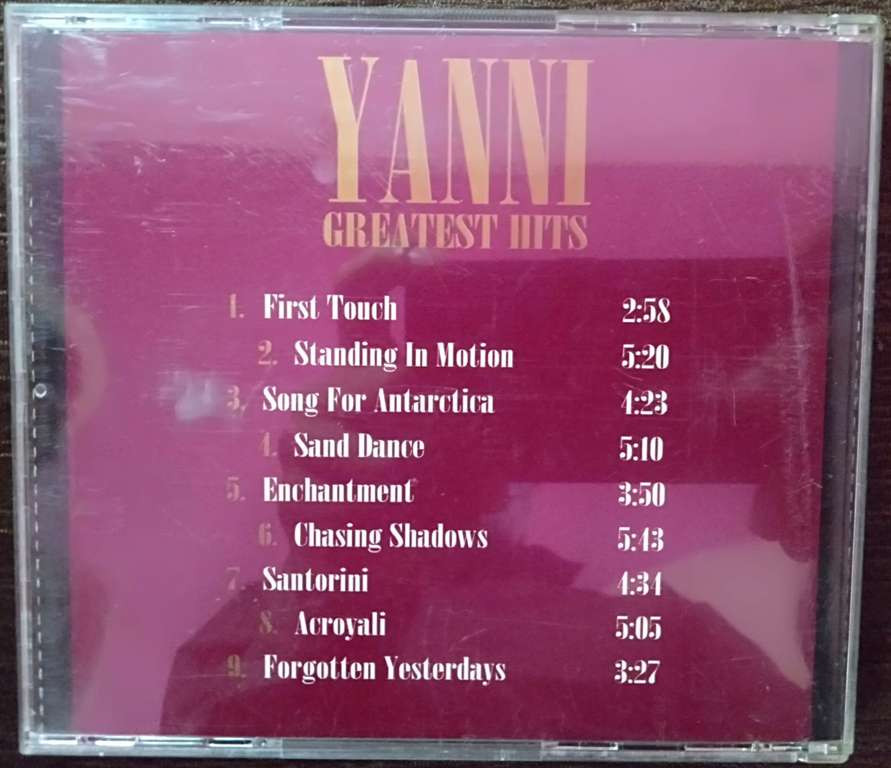 YANNI
GREATEST HITS
1. First Touch 2:58
2. Standing In Motion 5:20
3. Song For Antarctica 4:23
4. Sand Dance 5:10
5. Enchantment 3:50
6. Chasing Shadows 5:43
7. Santorini 4:34
8. Acroyali 5:05
9. Forgotten Yesterdays 3:27